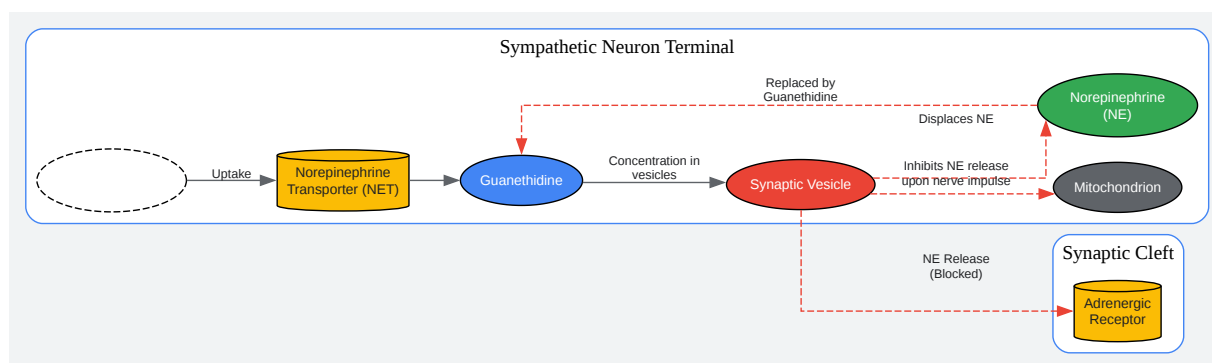 Sympathetic Neuron Terminal
Replaced by
Guanethidine
Norepinephrine
(NE)
Displaces NE
Uptake
Norepinephrine
Transporter (NET)
Guanethidine
Concentration in
vesicles
Synaptic Vesicle
Inhibits NE release
upon nerve impulse
Mitochondrion
NE Release
(Blocked)
Synaptic Cleft
Adrenergic
Receptor